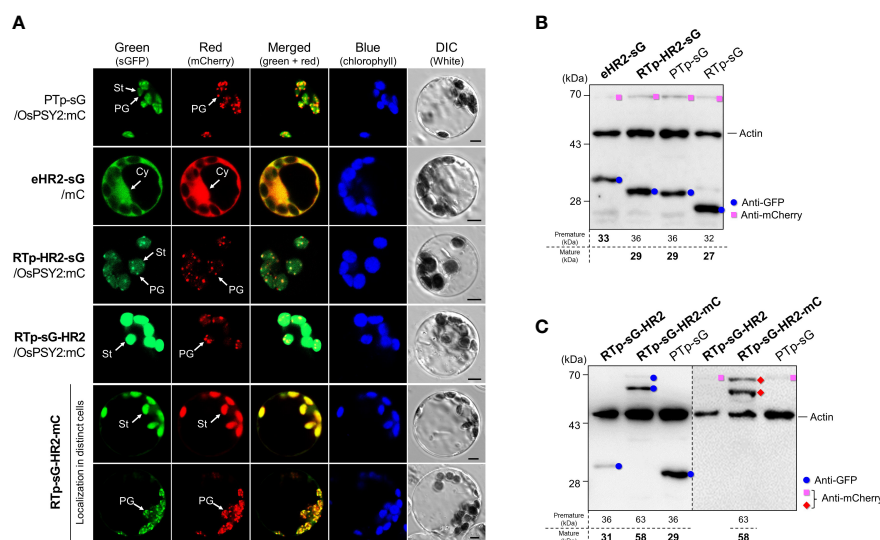 A
Green
(sGFP)
Red
(mCherry)
Merged
(green + red)
Blue
(chlorophyll)
DIC
(White)
PTp-sG
/OsPSY2:mC
St
PG
PG
eHR2-sG
/mC
Cy
Cy
RTp-HR2-sG
/OsPSY2:mC
St
PG
PG
RTp-sG-HR2
/OsPSY2:mC
St
PG
RTp-sG-HR2-mC
Localization in distinct cells
St
St
PG
PG
B
eHR2-sG
RTp-HR2-sG
PTp-sG
RTp-sG
(kDa)
70
43
28
Actin
Anti-GFP
Anti-mCherry
Premature
(kDa)
33 36 36 32
Mature
(kDa)
29 29 27
C
RTp-sG-HR2
RTp-sG-HR2-mC
PTp-sG
RTp-sG-HR2
RTp-sG-HR2-mC
PTp-sG
(kDa)
70
43
28
Actin
Anti-GFP
Anti-mCherry
Premature
(kDa)
36 63 36 63
Mature
(kDa)
31 58 29 58